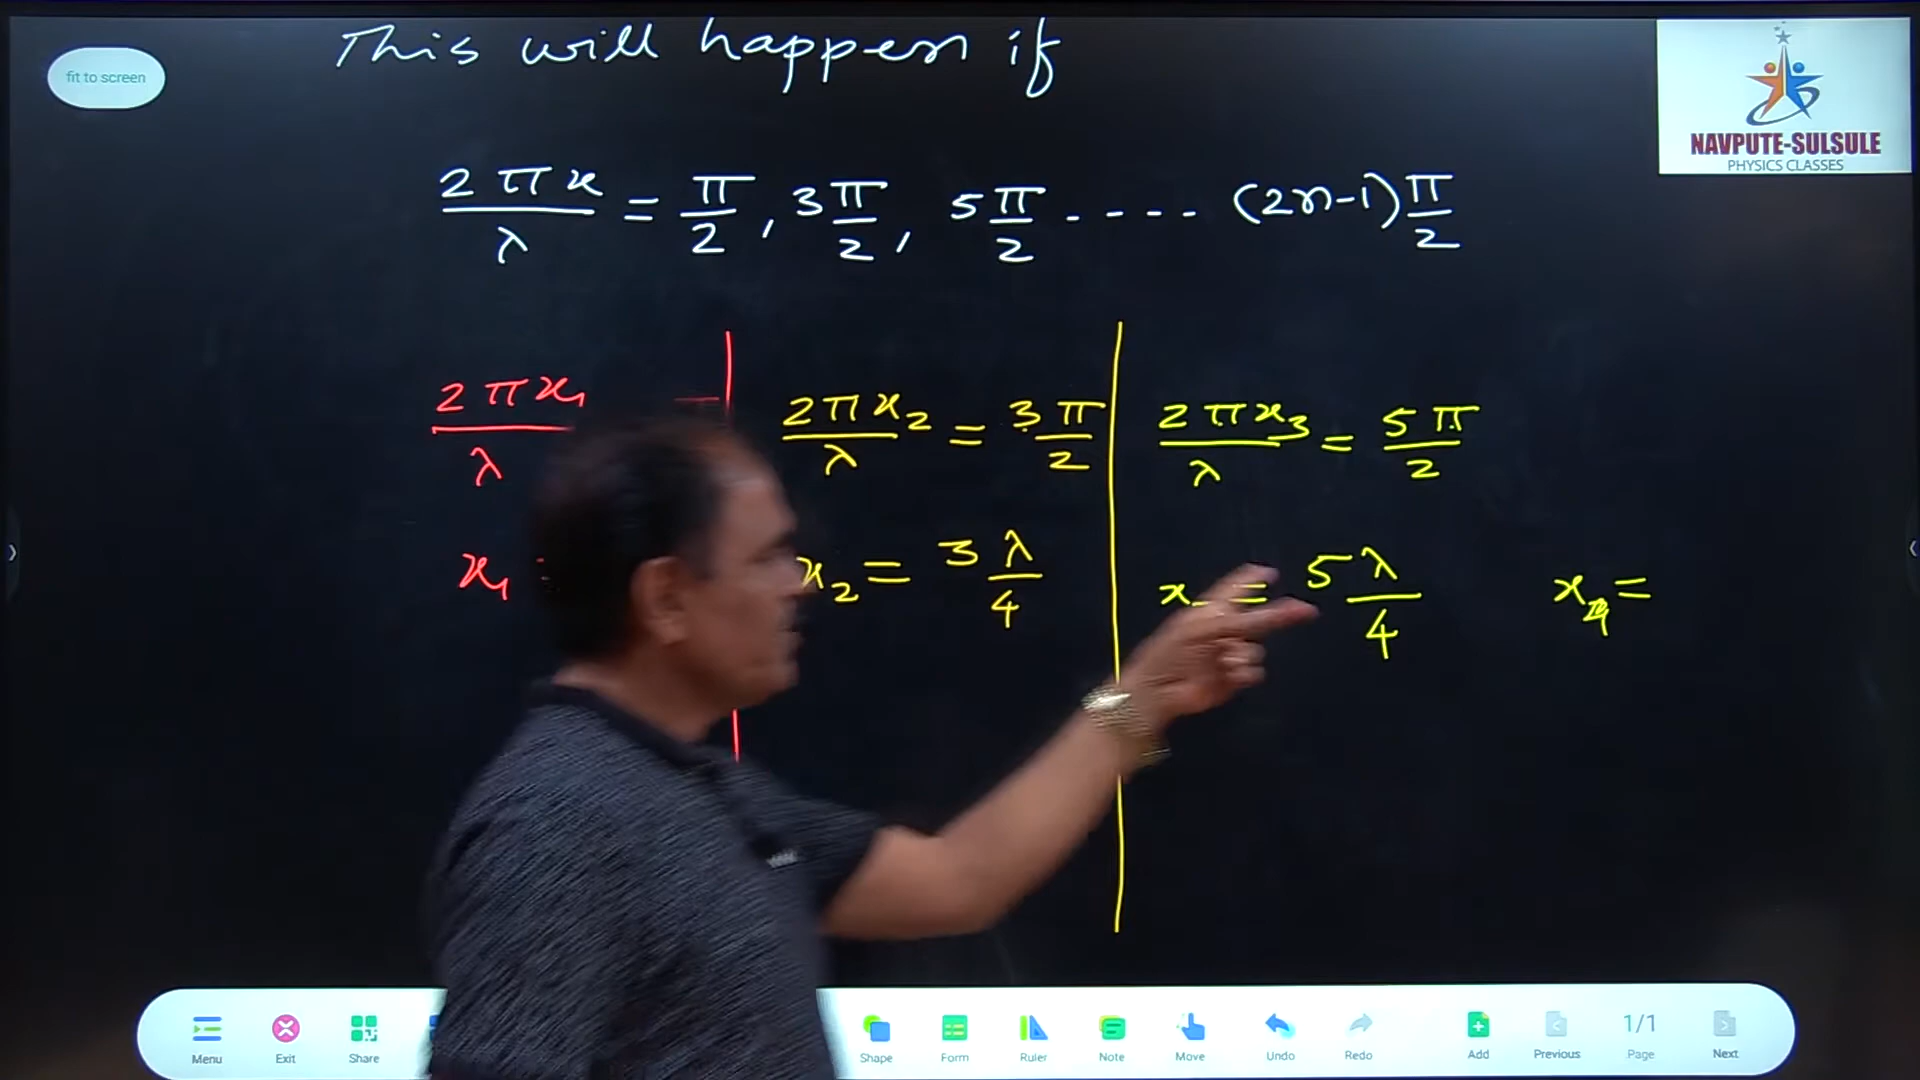 This will happen if
fit to screen
NAVPUTE-SULSULE
PHYSICS CLASSES
2πx/λ = π/2, 3π/2, 5π/2 ---- (2n-1)π/2
2πx₁/λ
2πx₂/λ = 3π/2
2πx₃/λ = 5π/2
x₁
x₂ = 3λ/4
x = 5λ/4
x =
Menu Exit Share Shape Form Ruler Note Move Undo Redo Add Previous 1/1 Page Next